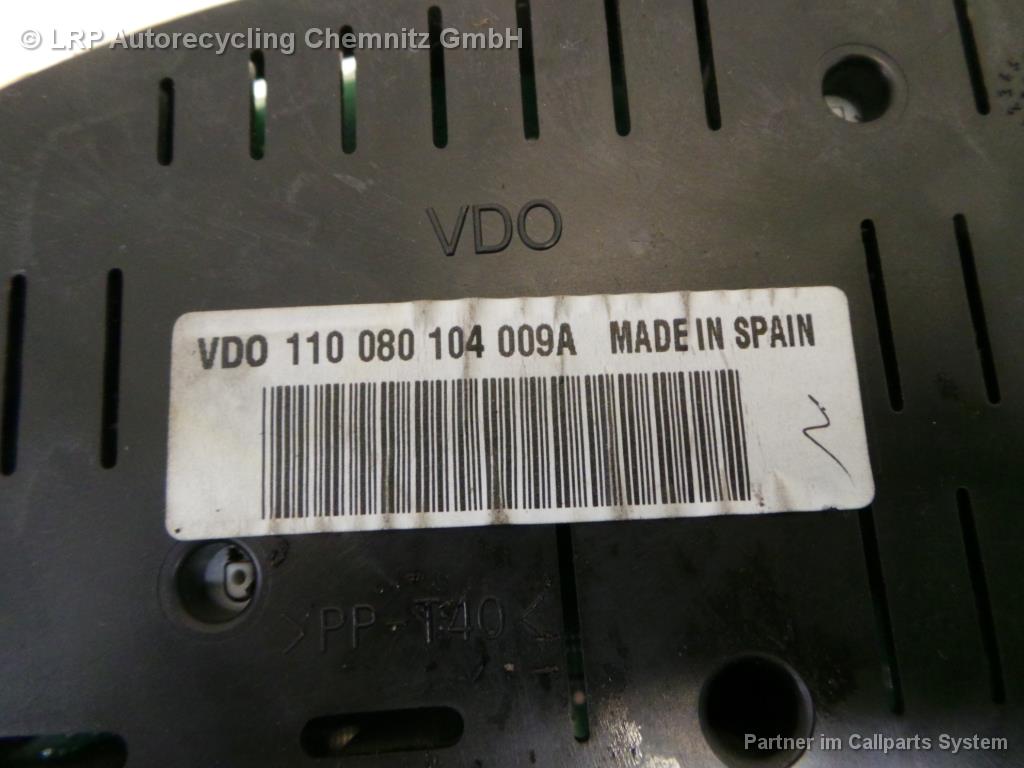 © LRP Autorecycling Chemnitz GmbH
VDO
VDO 110 080 104 009A MADE IN SPAIN
>PP-T40<
Partner im Callparts System